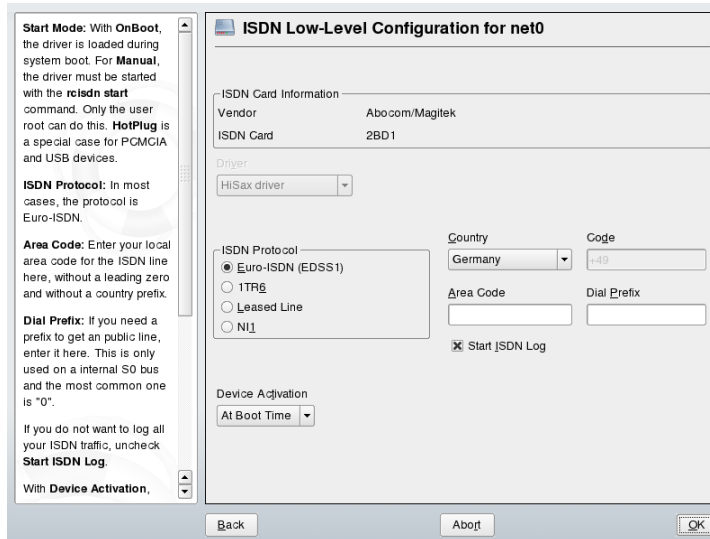 Start Mode: With OnBoot,
the driver is loaded during
system boot. For Manual,
the driver must be started
with the rcisdn start
command. Only the user
root can do this. HotPlug is
a special case for PCMCIA
and USB devices.
ISDN Protocol: In most
cases, the protocol is
Euro-ISDN.
Area Code: Enter your local
area code for the ISDN line
here, without a leading zero
and without a country prefix.
Dial Prefix: If you need a
prefix to get an public line,
enter it here. This is only
used on a internal S0 bus
and the most common one
is "0".
If you do not want to log all
your ISDN traffic, uncheck
Start ISDN Log.
With Device Activation,
ISDN Low-Level Configuration for net0
ISDN Card Information
Vendor Abocom/Magitek
ISDN Card 2BD1
Driver
HiSax driver
ISDN Protocol
Euro-ISDN (EDSS1)
1TR6
Leased Line
NI1
Country Code
Germany +49
Area Code Dial Prefix
Start ISDN Log
Device Activation
At Boot Time
Back Abort OK